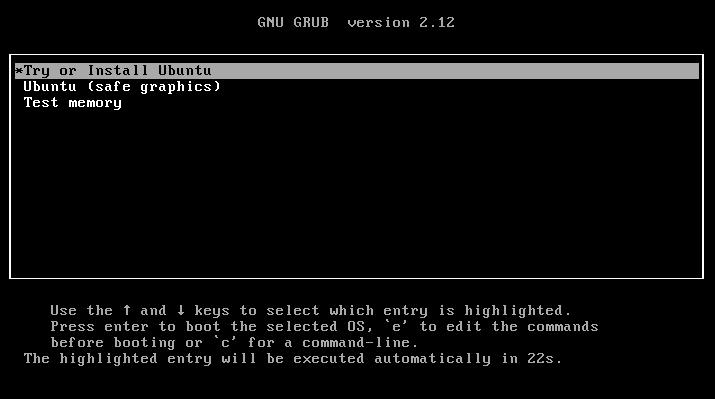 GNU GRUB  version 2.12
*Try or Install Ubuntu
Ubuntu (safe graphics)
Test memory
Use the ↑ and ↓ keys to select which entry is highlighted.
Press enter to boot the selected OS, `e' to edit the commands
before booting or `c' for a command-line.
The highlighted entry will be executed automatically in 22s.